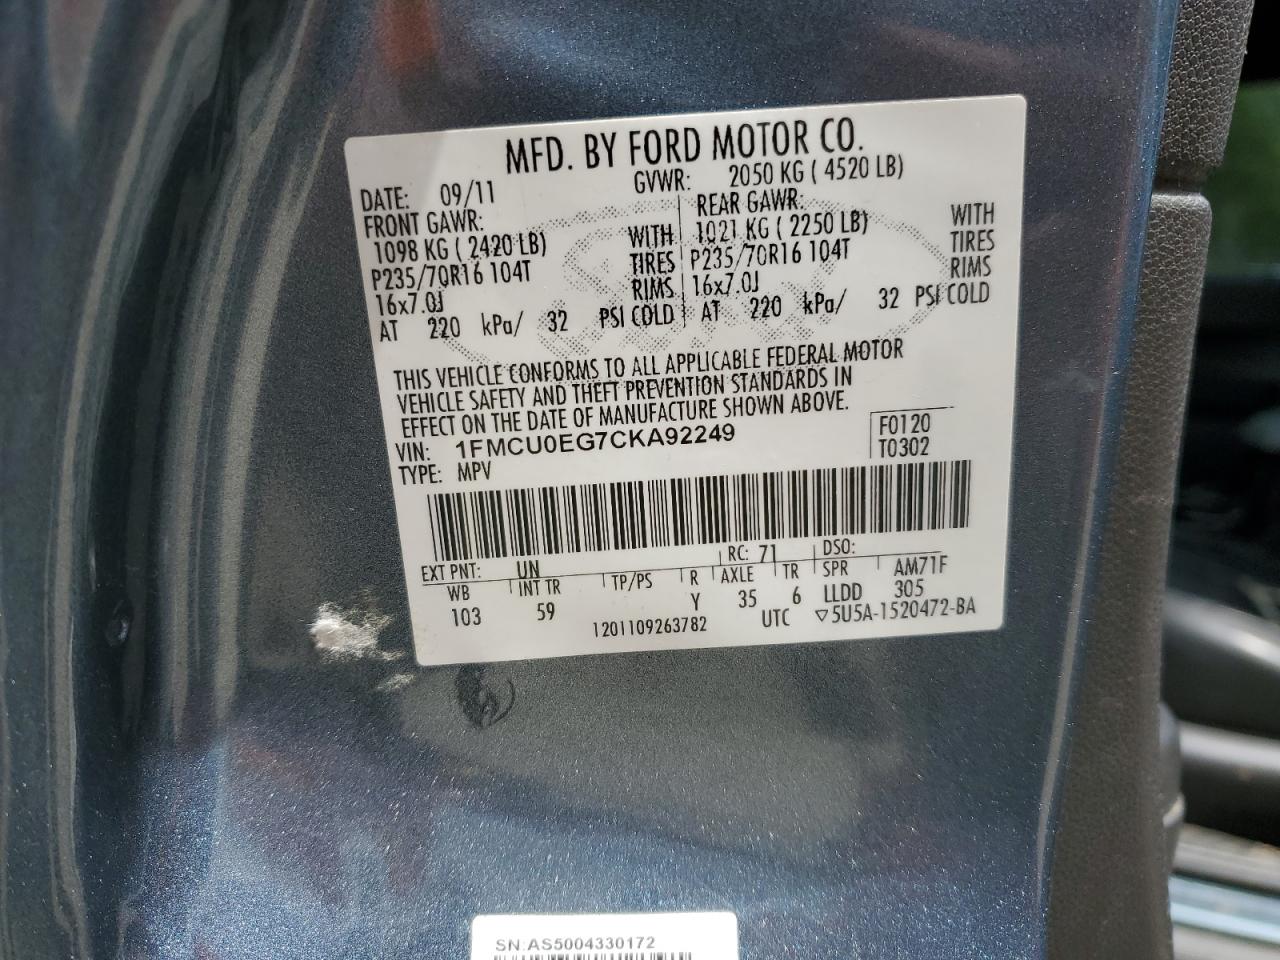 MFD. BY FORD MOTOR CO.
DATE: 09/11 GVWR: 2050 KG ( 4520 LB)
FRONT GAWR: REAR GAWR:
1098 KG ( 2420 LB) WITH 1021 KG ( 2250 LB) WITH
P235/70R16 104T TIRES P235/70R16 104T TIRES
16x7.0J RIMS 16x7.0J RIMS
AT 220 kPa/ 32 PSI COLD AT 220 kPa/ 32 PSI COLD
THIS VEHICLE CONFORMS TO ALL APPLICABLE FEDERAL MOTOR
VEHICLE SAFETY AND THEFT PREVENTION STANDARDS IN
EFFECT ON THE DATE OF MANUFACTURE SHOWN ABOVE.
VIN: 1FMCU0EG7CKA92249 F0120
TYPE: MPV T0302
EXT PNT: UN RC: 71 DSO:
WB INT TR TP/PS R AXLE TR SPR AM71F
103 59 Y 35 6 LLDD 305
1201109263782 UTC ▽5U5A-1520472-BA
SN:AS5004330172